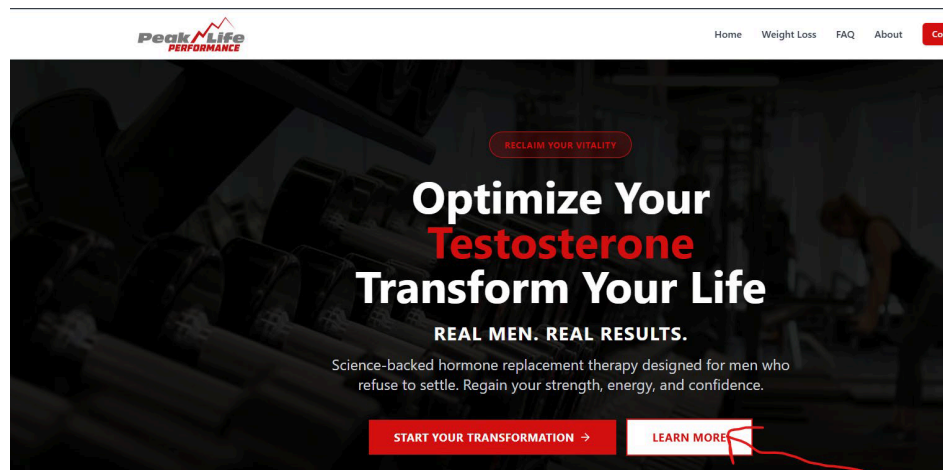 Peak Life
PERFORMANCE
Home Weight Loss FAQ About Co
RECLAIM YOUR VITALITY
Optimize Your
Testosterone
Transform Your Life
REAL MEN. REAL RESULTS.
Science-backed hormone replacement therapy designed for men who
refuse to settle. Regain your strength, energy, and confidence.
START YOUR TRANSFORMATION → LEARN MORE